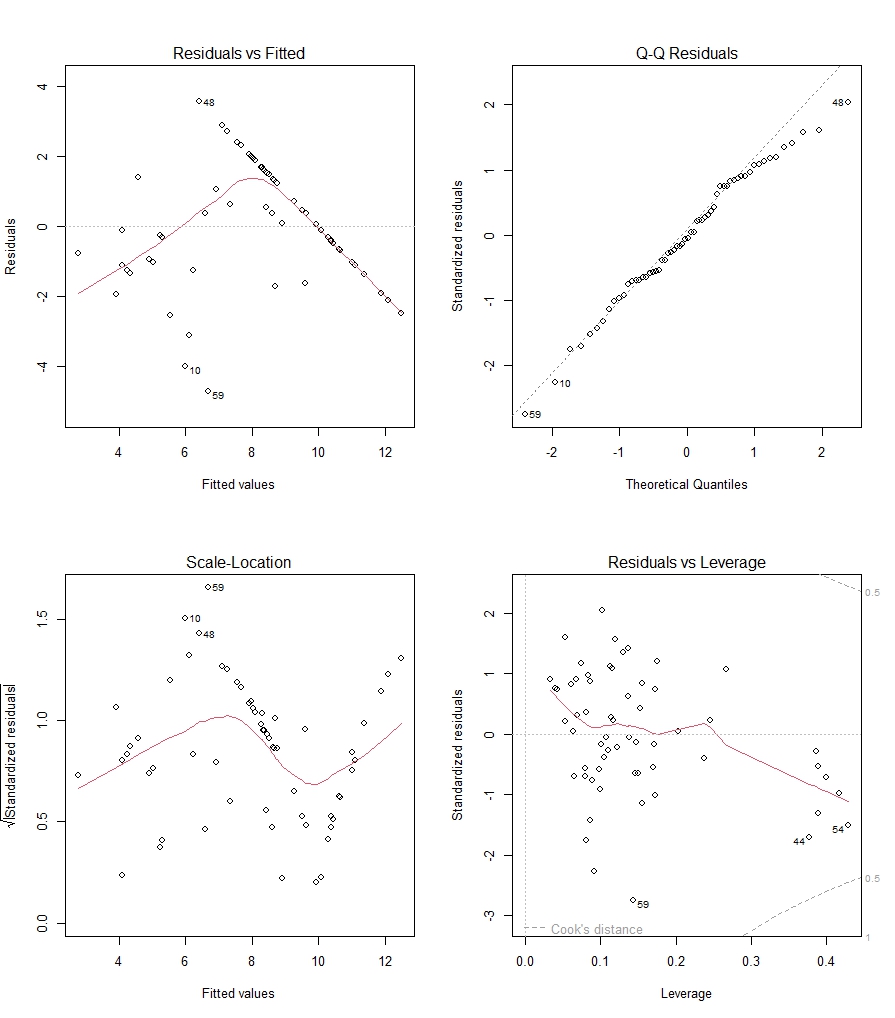 Residuals vs Fitted
4
2
0
-2
-4
Residuals
48
10
59
4 6 8 10 12
Fitted values
Q-Q Residuals
2
1
0
-1
-2
Standardized residuals
48
10
59
-2 -1 0 1 2
Theoretical Quantiles
Scale-Location
1.5
1.0
0.5
0.0
√|Standardized residuals|
59
10
48
4 6 8 10 12
Fitted values
Residuals vs Leverage
2
1
0
-1
-2
-3
Standardized residuals
0.5
54
44
0.5
59
Cook's distance
1
0.0 0.1 0.2 0.3 0.4
Leverage